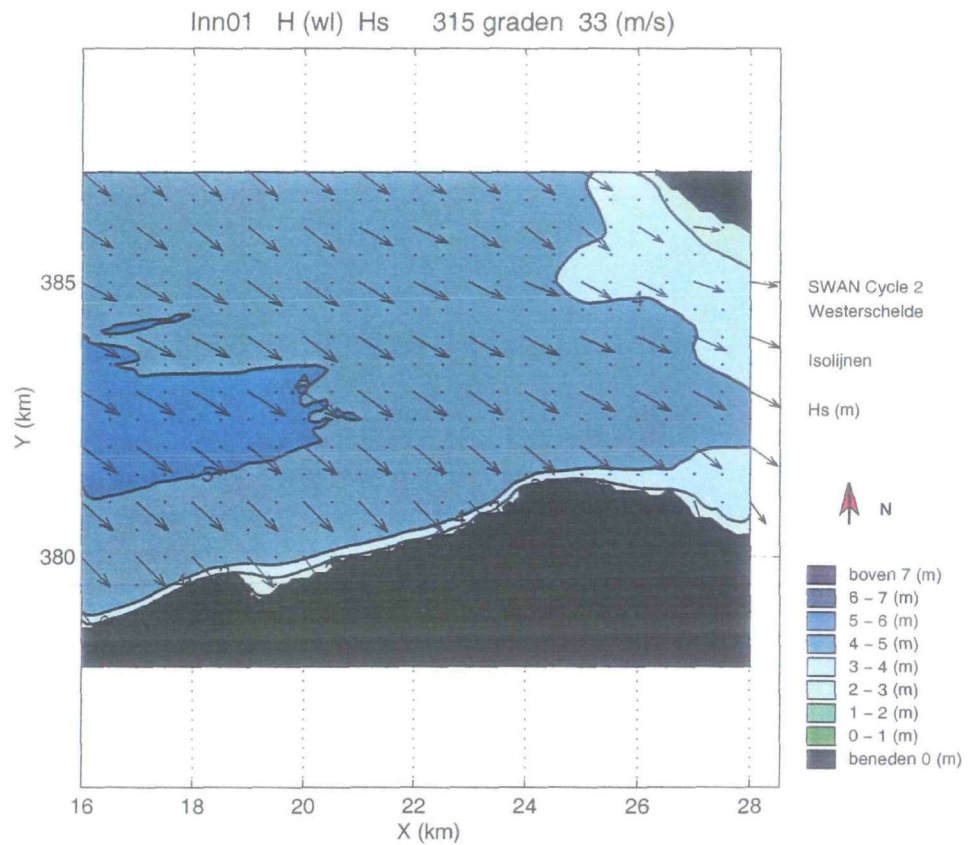 Inn01 H (wl) Hs 315 graden 33 (m/s)
385
380
Y (km)
16 18 20 22 24 26 28
X (km)
SWAN Cycle 2
Westerschelde
Isolijnen
Hs (m)
N
boven 7 (m)
6 – 7 (m)
5 – 6 (m)
4 – 5 (m)
3 – 4 (m)
2 – 3 (m)
1 – 2 (m)
0 – 1 (m)
beneden 0 (m)